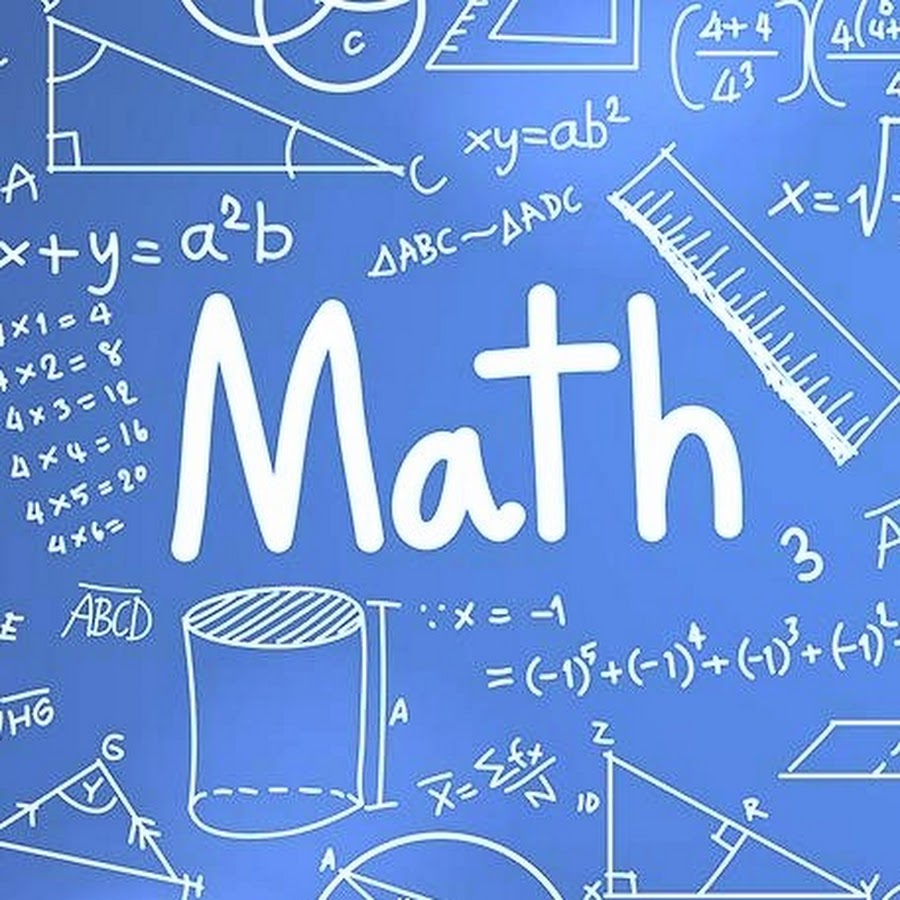 C
4+4
4³
A
C
xy=ab²
x=√
x+y=a²b
ΔABC~ΔADC
4×1=4
4×2=8
4×3=12
4×4=16
4×5=20
4×6=
Math
3
A
E
ABCD
∵x=-1
=(-1)⁵+(-1)⁴+(-1)³+(-1)²
A
HG
G
Y
H
x̄=Σfx/N
Z
10
R
A
X
Y